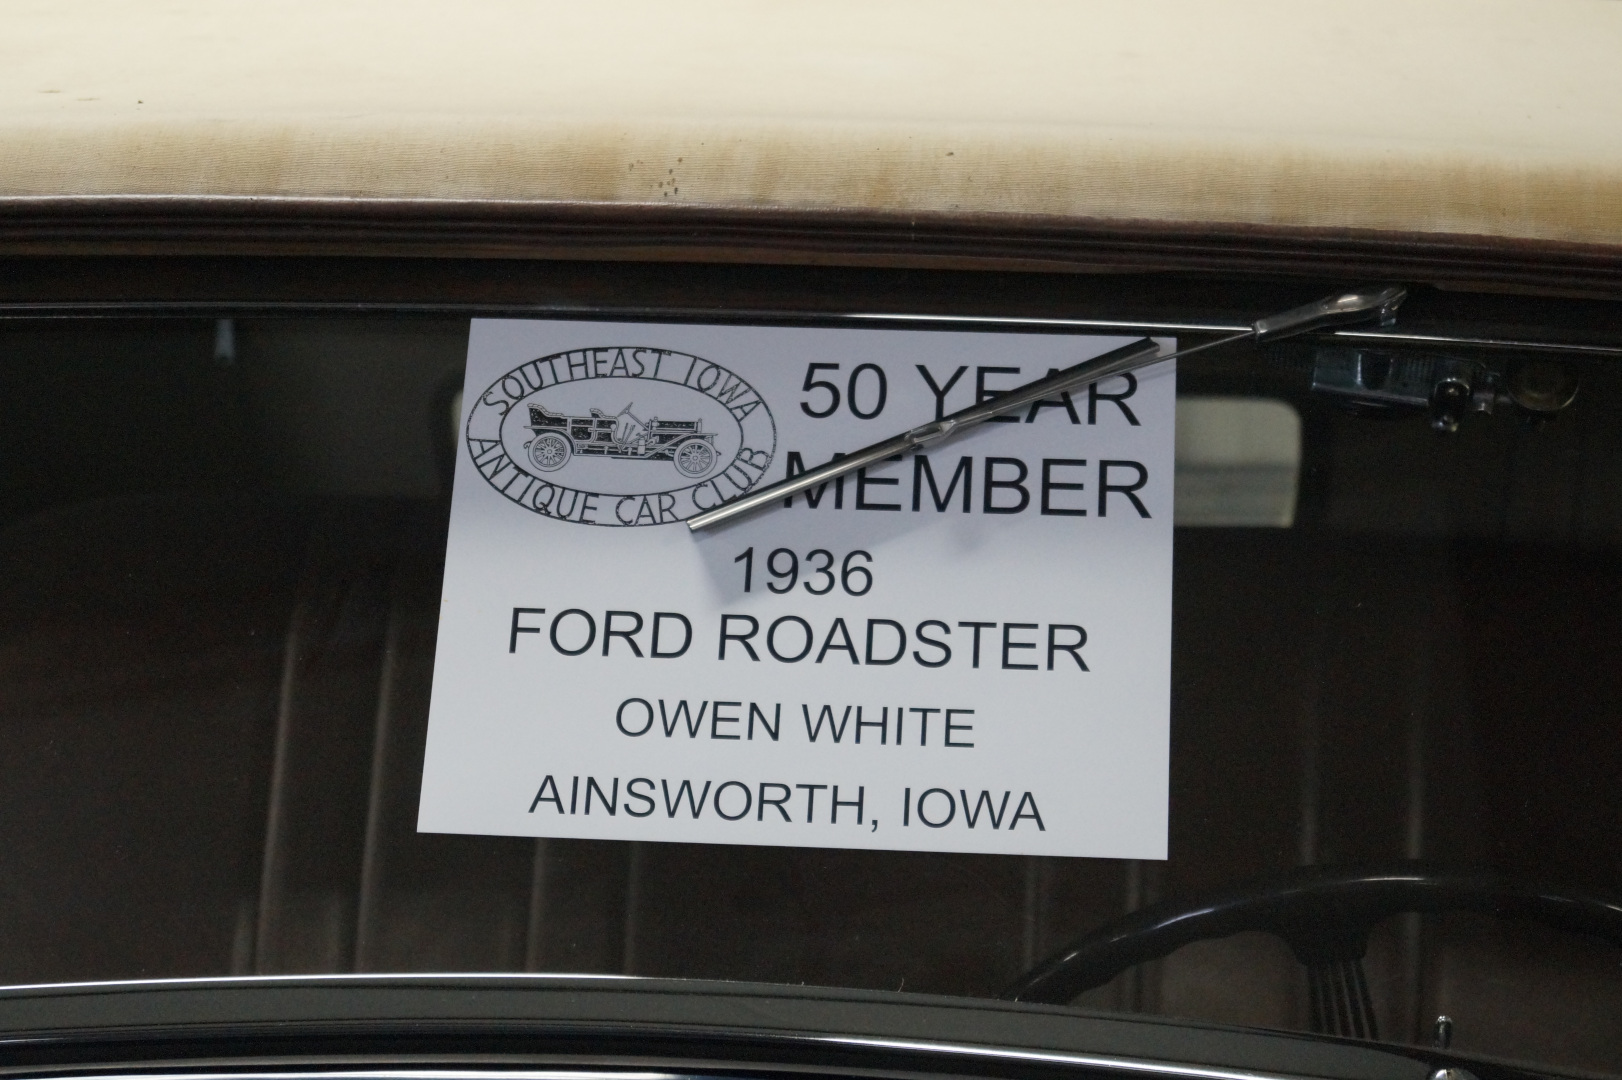 SOUTHEAST IOWA
ANTIQUE CAR CLUB
50 YEAR
MEMBER
1936
FORD ROADSTER
OWEN WHITE
AINSWORTH, IOWA